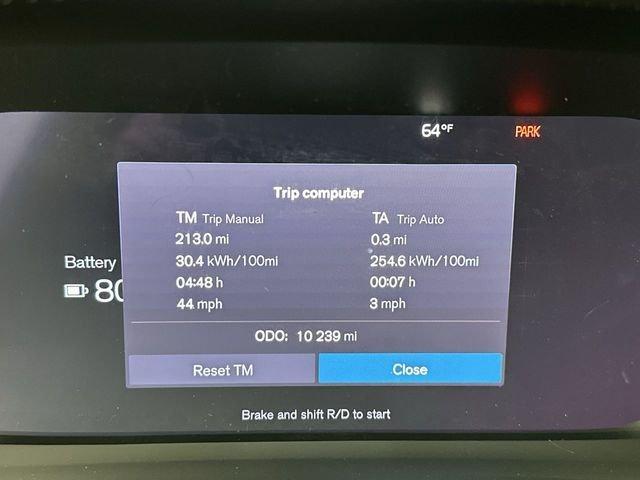 64°F PARK
Trip computer
TM Trip Manual TA Trip Auto
213.0 mi 0.3 mi
30.4 kWh/100mi 254.6 kWh/100mi
04:48 h 00:07 h
44 mph 3 mph
Battery
80
ODO: 10 239 mi
Reset TM Close
Brake and shift R/D to start